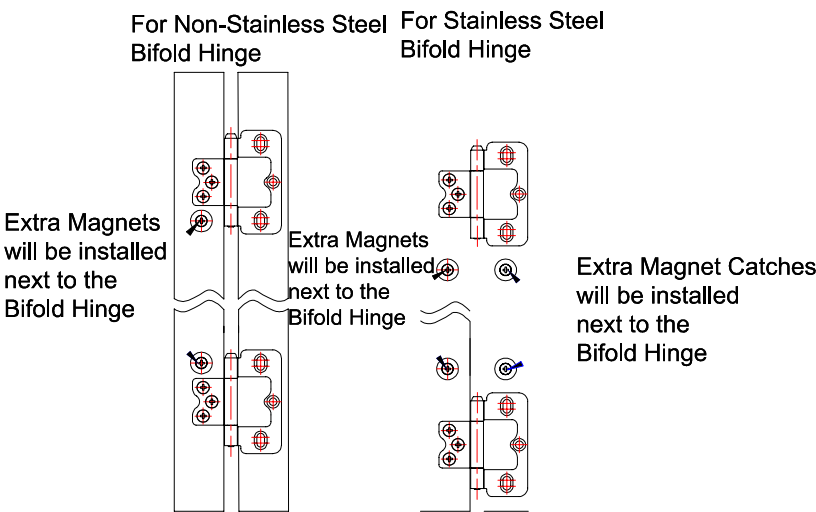 For Non-Stainless Steel
Bifold Hinge
For Stainless Steel
Bifold Hinge
Extra Magnets
will be installed
next to the
Bifold Hinge
Extra Magnets
will be installed
next to the
Bifold Hinge
Extra Magnet Catches
will be installed
next to the
Bifold Hinge